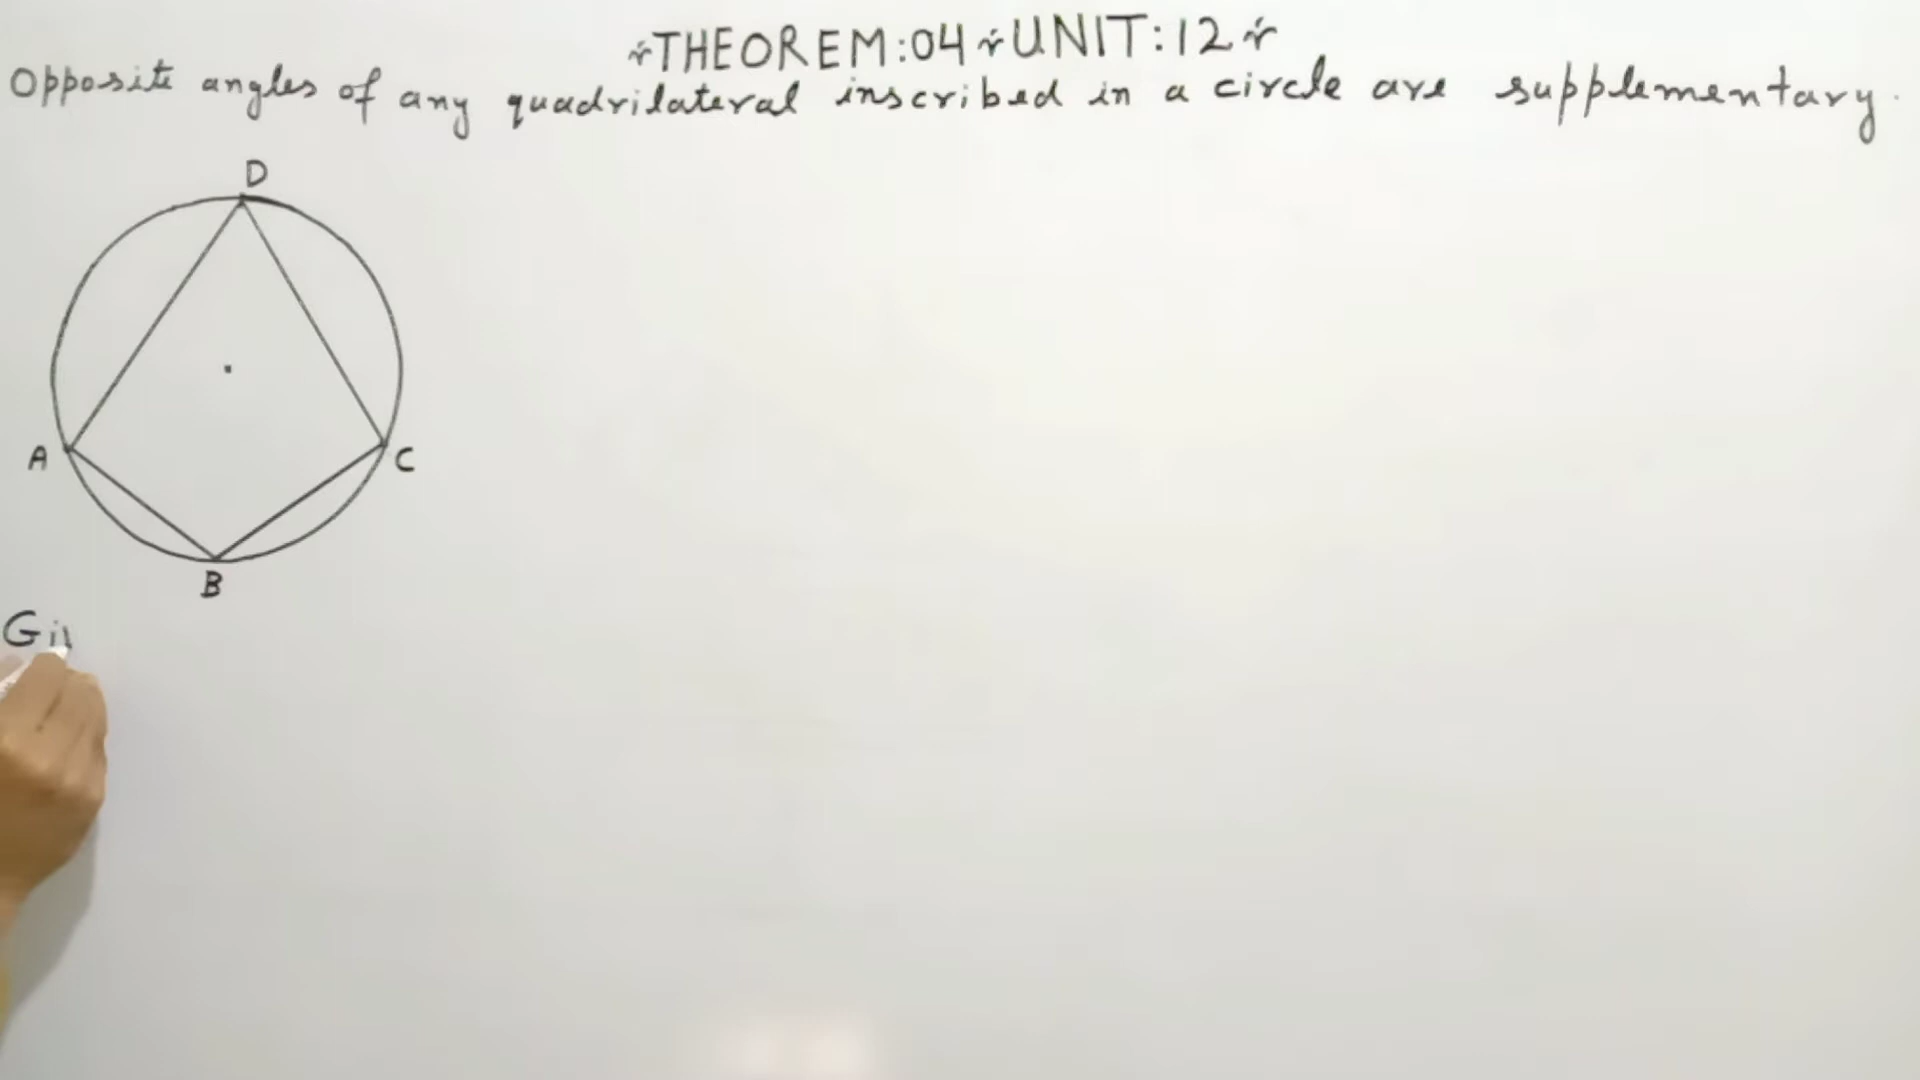 THEOREM:04 UNIT:12
Opposite angles of any quadrilateral inscribed in a circle are supplementary.
D
A
C
B
Gi